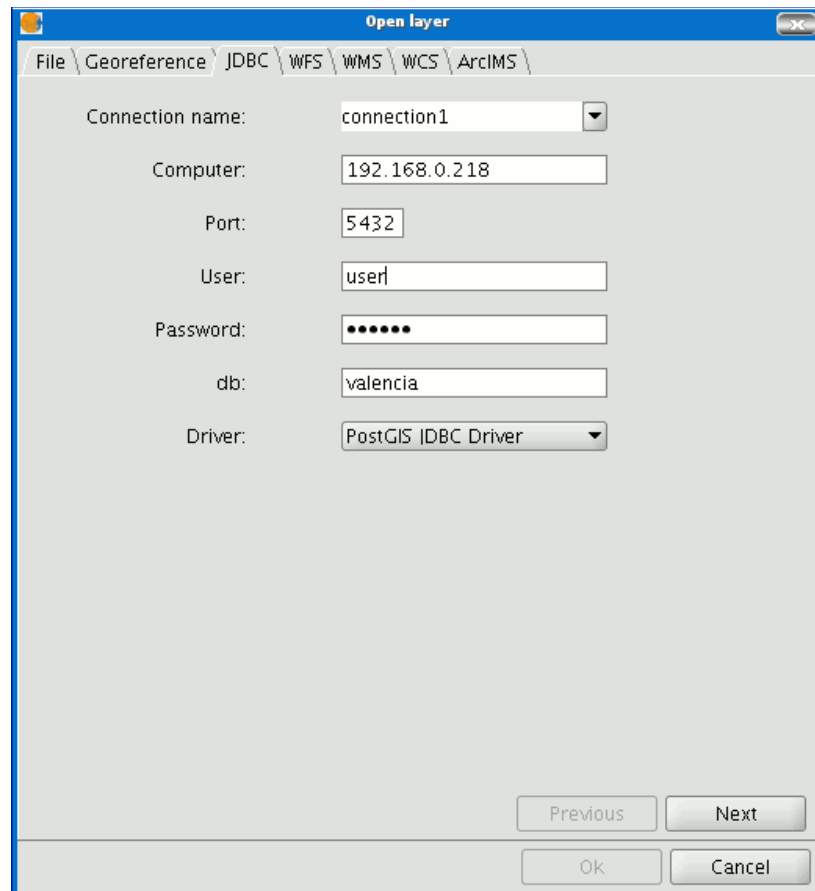 Open layer
File Georeference JDBC WFS WMS WCS ArcIMS
Connection name: connection1
Computer: 192.168.0.218
Port: 5432
User: user
Password: ••••••
db: valencia
Driver: PostGIS JDBC Driver
Previous Next
Ok Cancel